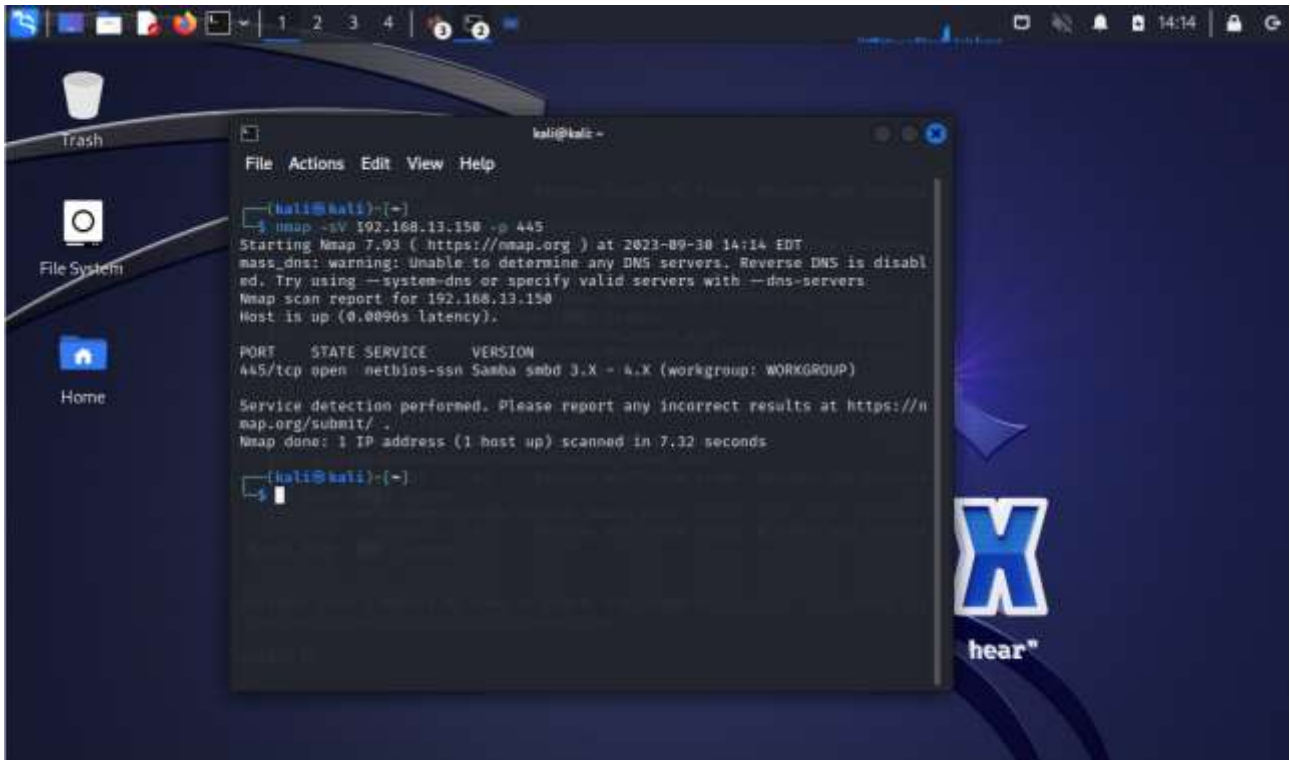 1 2 3 4 3 2 14:14
Trash
File System
Home
kali@kali: ~
File Actions Edit View Help
(kali㉿kali)-[~]
$ nmap -sV 192.168.13.150 -p 445
Starting Nmap 7.93 ( https://nmap.org ) at 2023-09-30 14:14 EDT
mass_dns: warning: Unable to determine any DNS servers. Reverse DNS is disabl
ed. Try using --system-dns or specify valid servers with --dns-servers
Nmap scan report for 192.168.13.150
Host is up (0.0096s latency).
PORT STATE SERVICE VERSION
445/tcp open netbios-ssn Samba smbd 3.X - 4.X (workgroup: WORKGROUP)
Service detection performed. Please report any incorrect results at https://n
map.org/submit/ .
Nmap done: 1 IP address (1 host up) scanned in 7.32 seconds
(kali㉿kali)-[~]
$
X
hear"